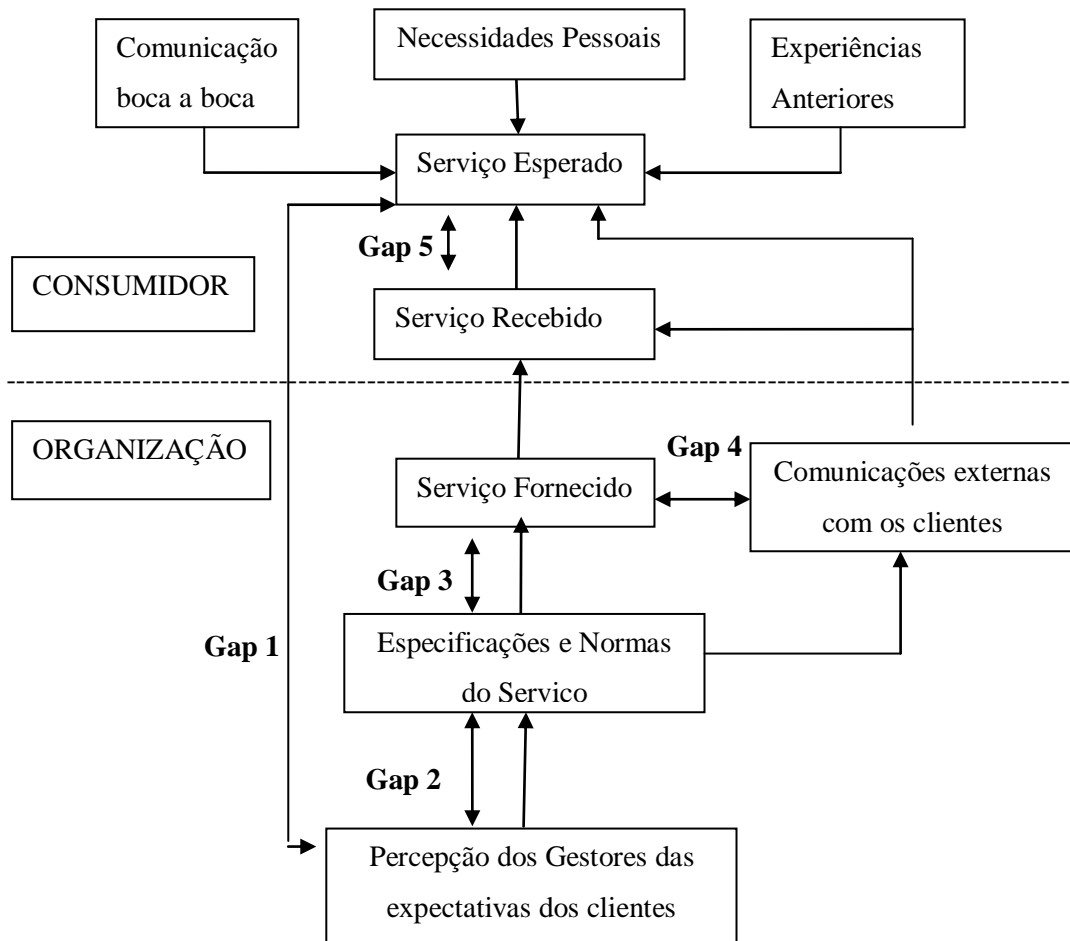 Comunicação
boca a boca
Necessidades Pessoais
Experiências
Anteriores
Serviço Esperado
Gap 5
CONSUMIDOR
Serviço Recebido
ORGANIZAÇÃO
Gap 4
Serviço Fornecido
Comunicações externas
com os clientes
Gap 3
Gap 1
Especificações e Normas
do Servico
Gap 2
Percepção dos Gestores das
expectativas dos clientes